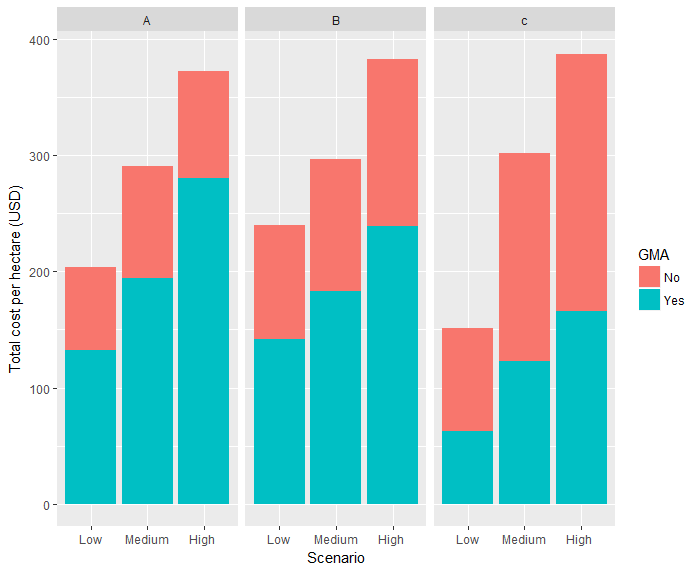 A B c
400
300
200
100
0
Total cost per hectare (USD)
Low Medium High Low Medium High Low Medium High
Scenario
GMA
No
Yes